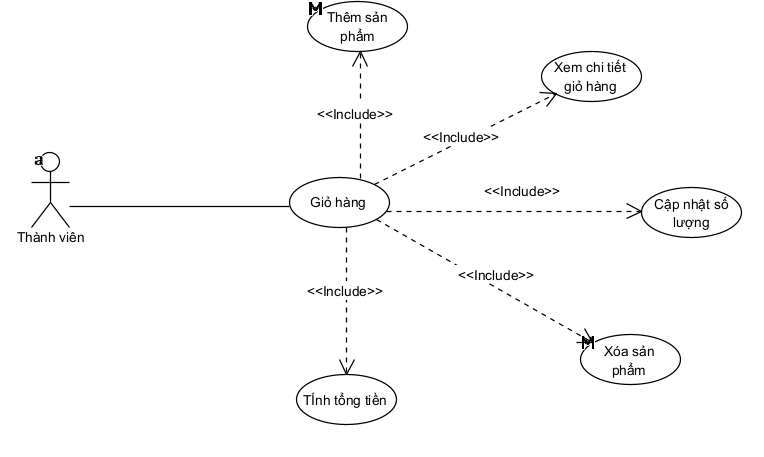 M
Thêm sản
phẩm
Xem chi tiết
giỏ hàng
<<Include>>
<<Include>>
a
<<Include>>
Giỏ hàng
Cập nhật số
lượng
Thành viên
<<Include>>
<<Include>>
M
Xóa sản
phẩm
TÍnh tổng tiền